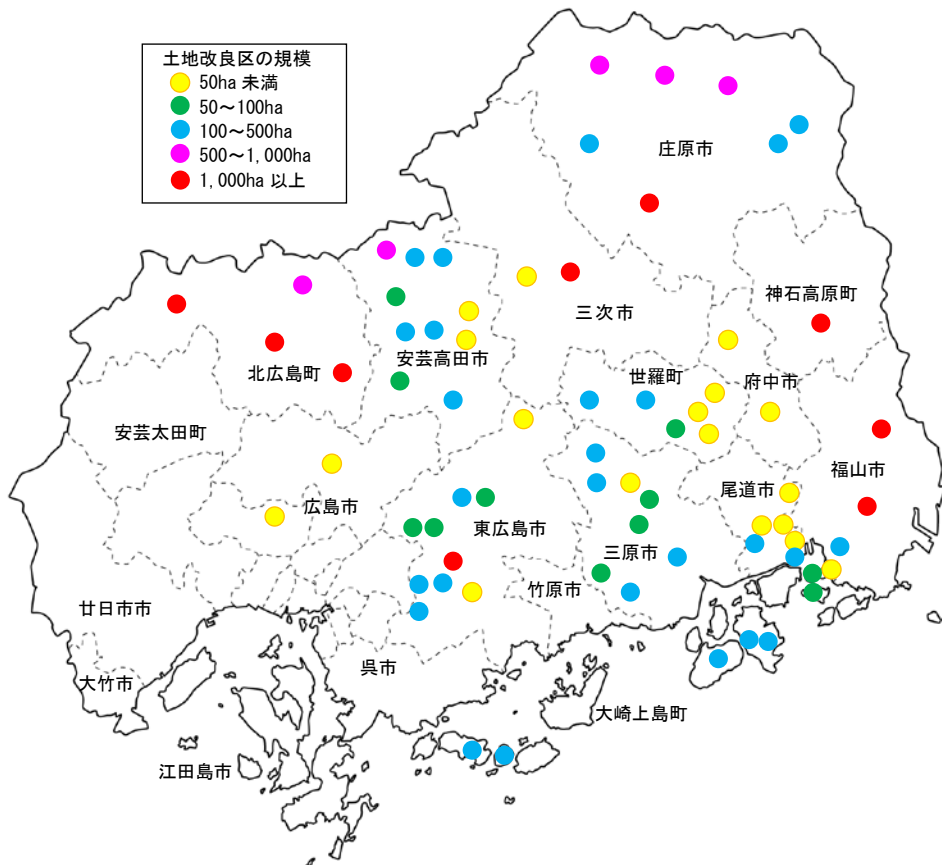 土地改良区の規模
50ha 未満
50～100ha
100～500ha
500～1,000ha
1,000ha 以上
庄原市
神石高原町
三次市
安芸高田市
北広島町
世羅町
府中市
安芸太田町
福山市
尾道市
広島市
東広島市
三原市
竹原市
廿日市市
呉市
大竹市
大崎上島町
江田島市